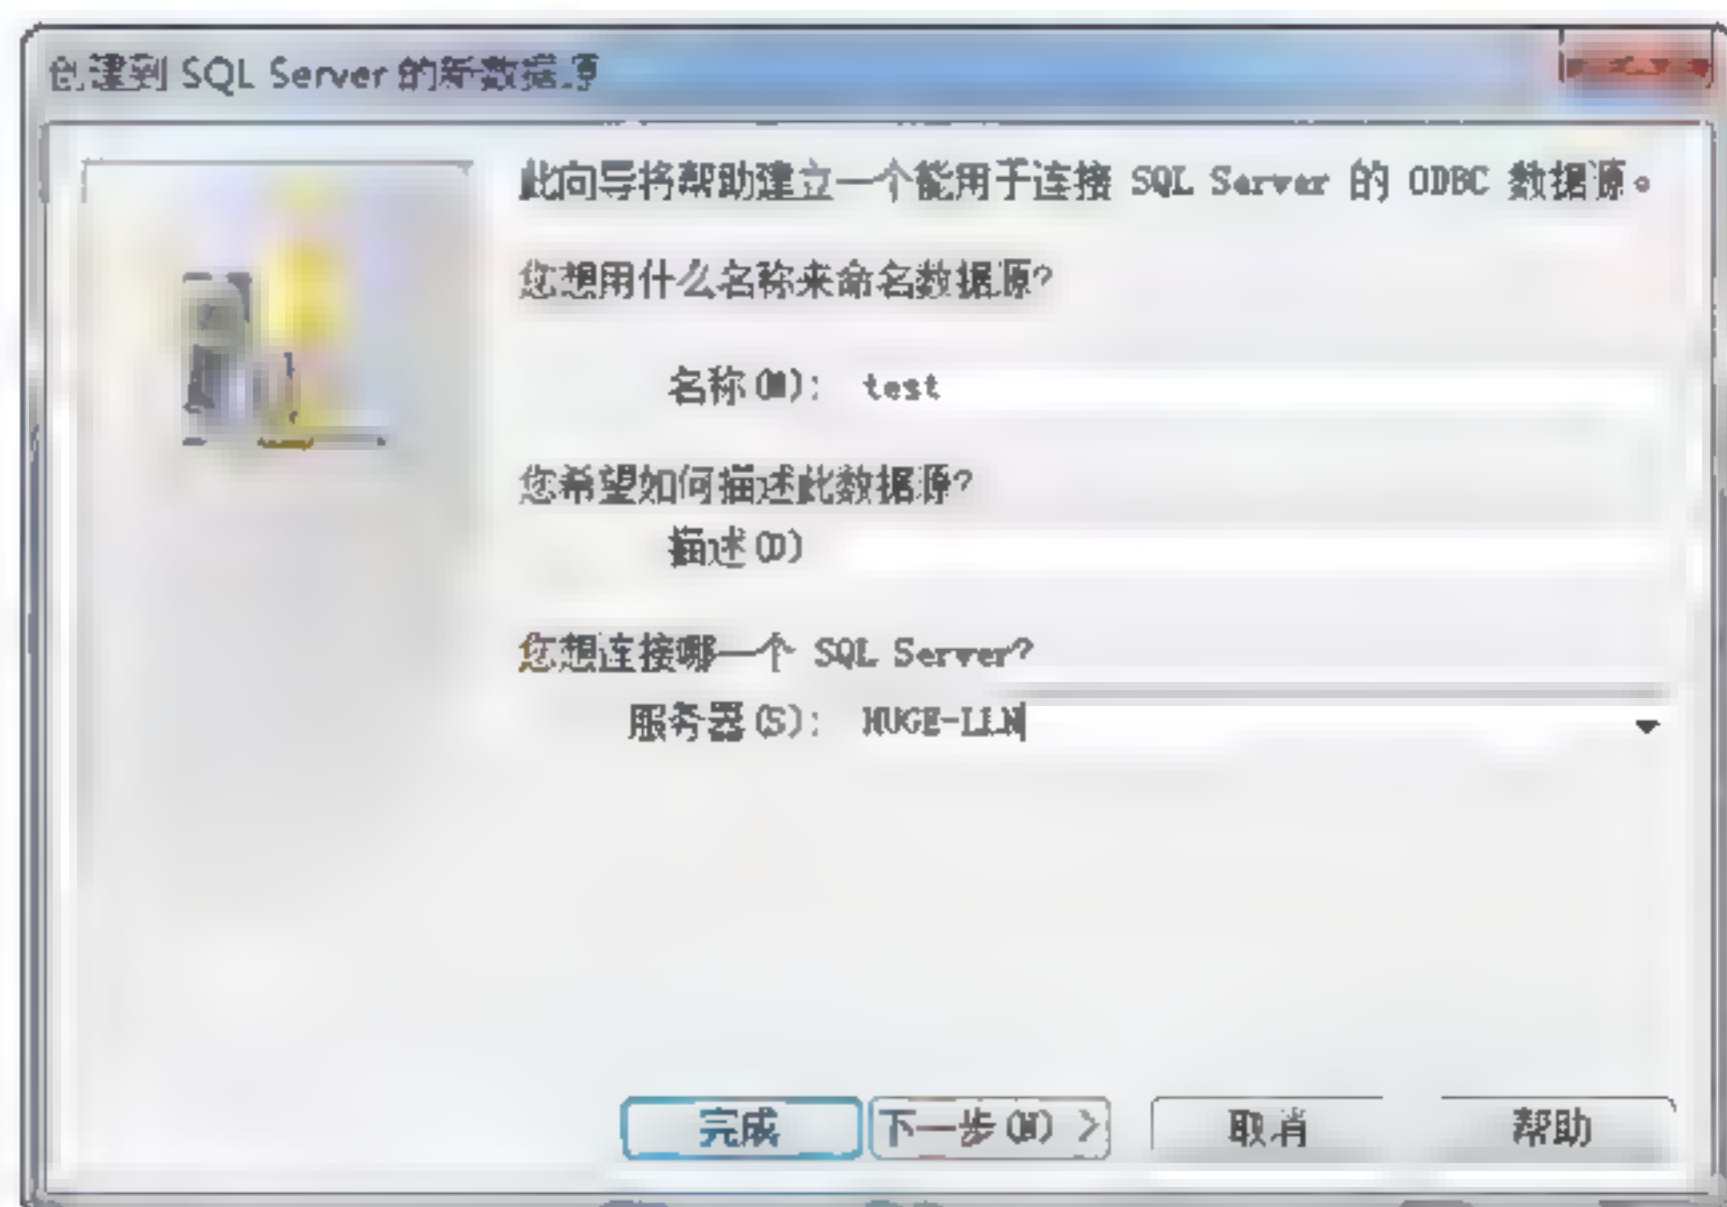 创建到 SQL Server 的新数据源
此向导将帮助建立一个能用于连接 SQL Server 的 ODBC 数据源。
您想用什么名称来命名数据源?
名称(M): test
您希望如何描述此数据源?
描述(D)
您想连接哪一个 SQL Server?
服务器(S):
完成 下一步(N) > 取消 帮助